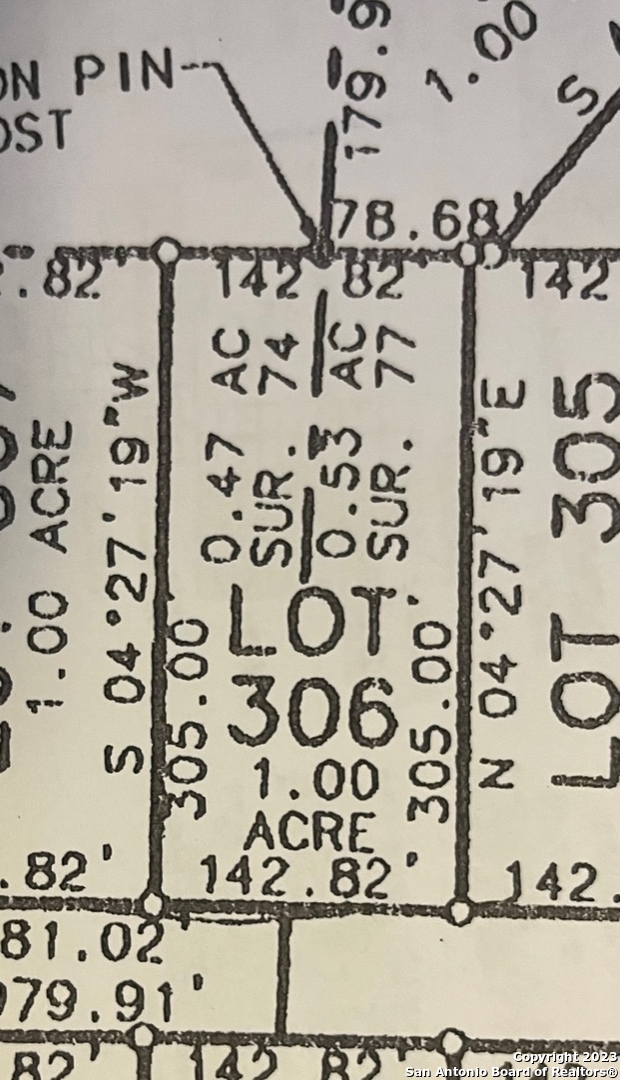 ON PIN
OST
179.9
1.00
S
78.68'
.82'
142 82
142
0.47 AC
SUR. 74
0.53 AC
SUR. 77
1.00 ACRE
S 04°27'19"W
305.00'
LOT
306
1.00
ACRE
142.82'
305.00'
N 04°27'19"E
LOT 305
.82'
142.
81.02'
979.91'
82'
142 82'
Copyright 2023
San Antonio Board of Realtors®